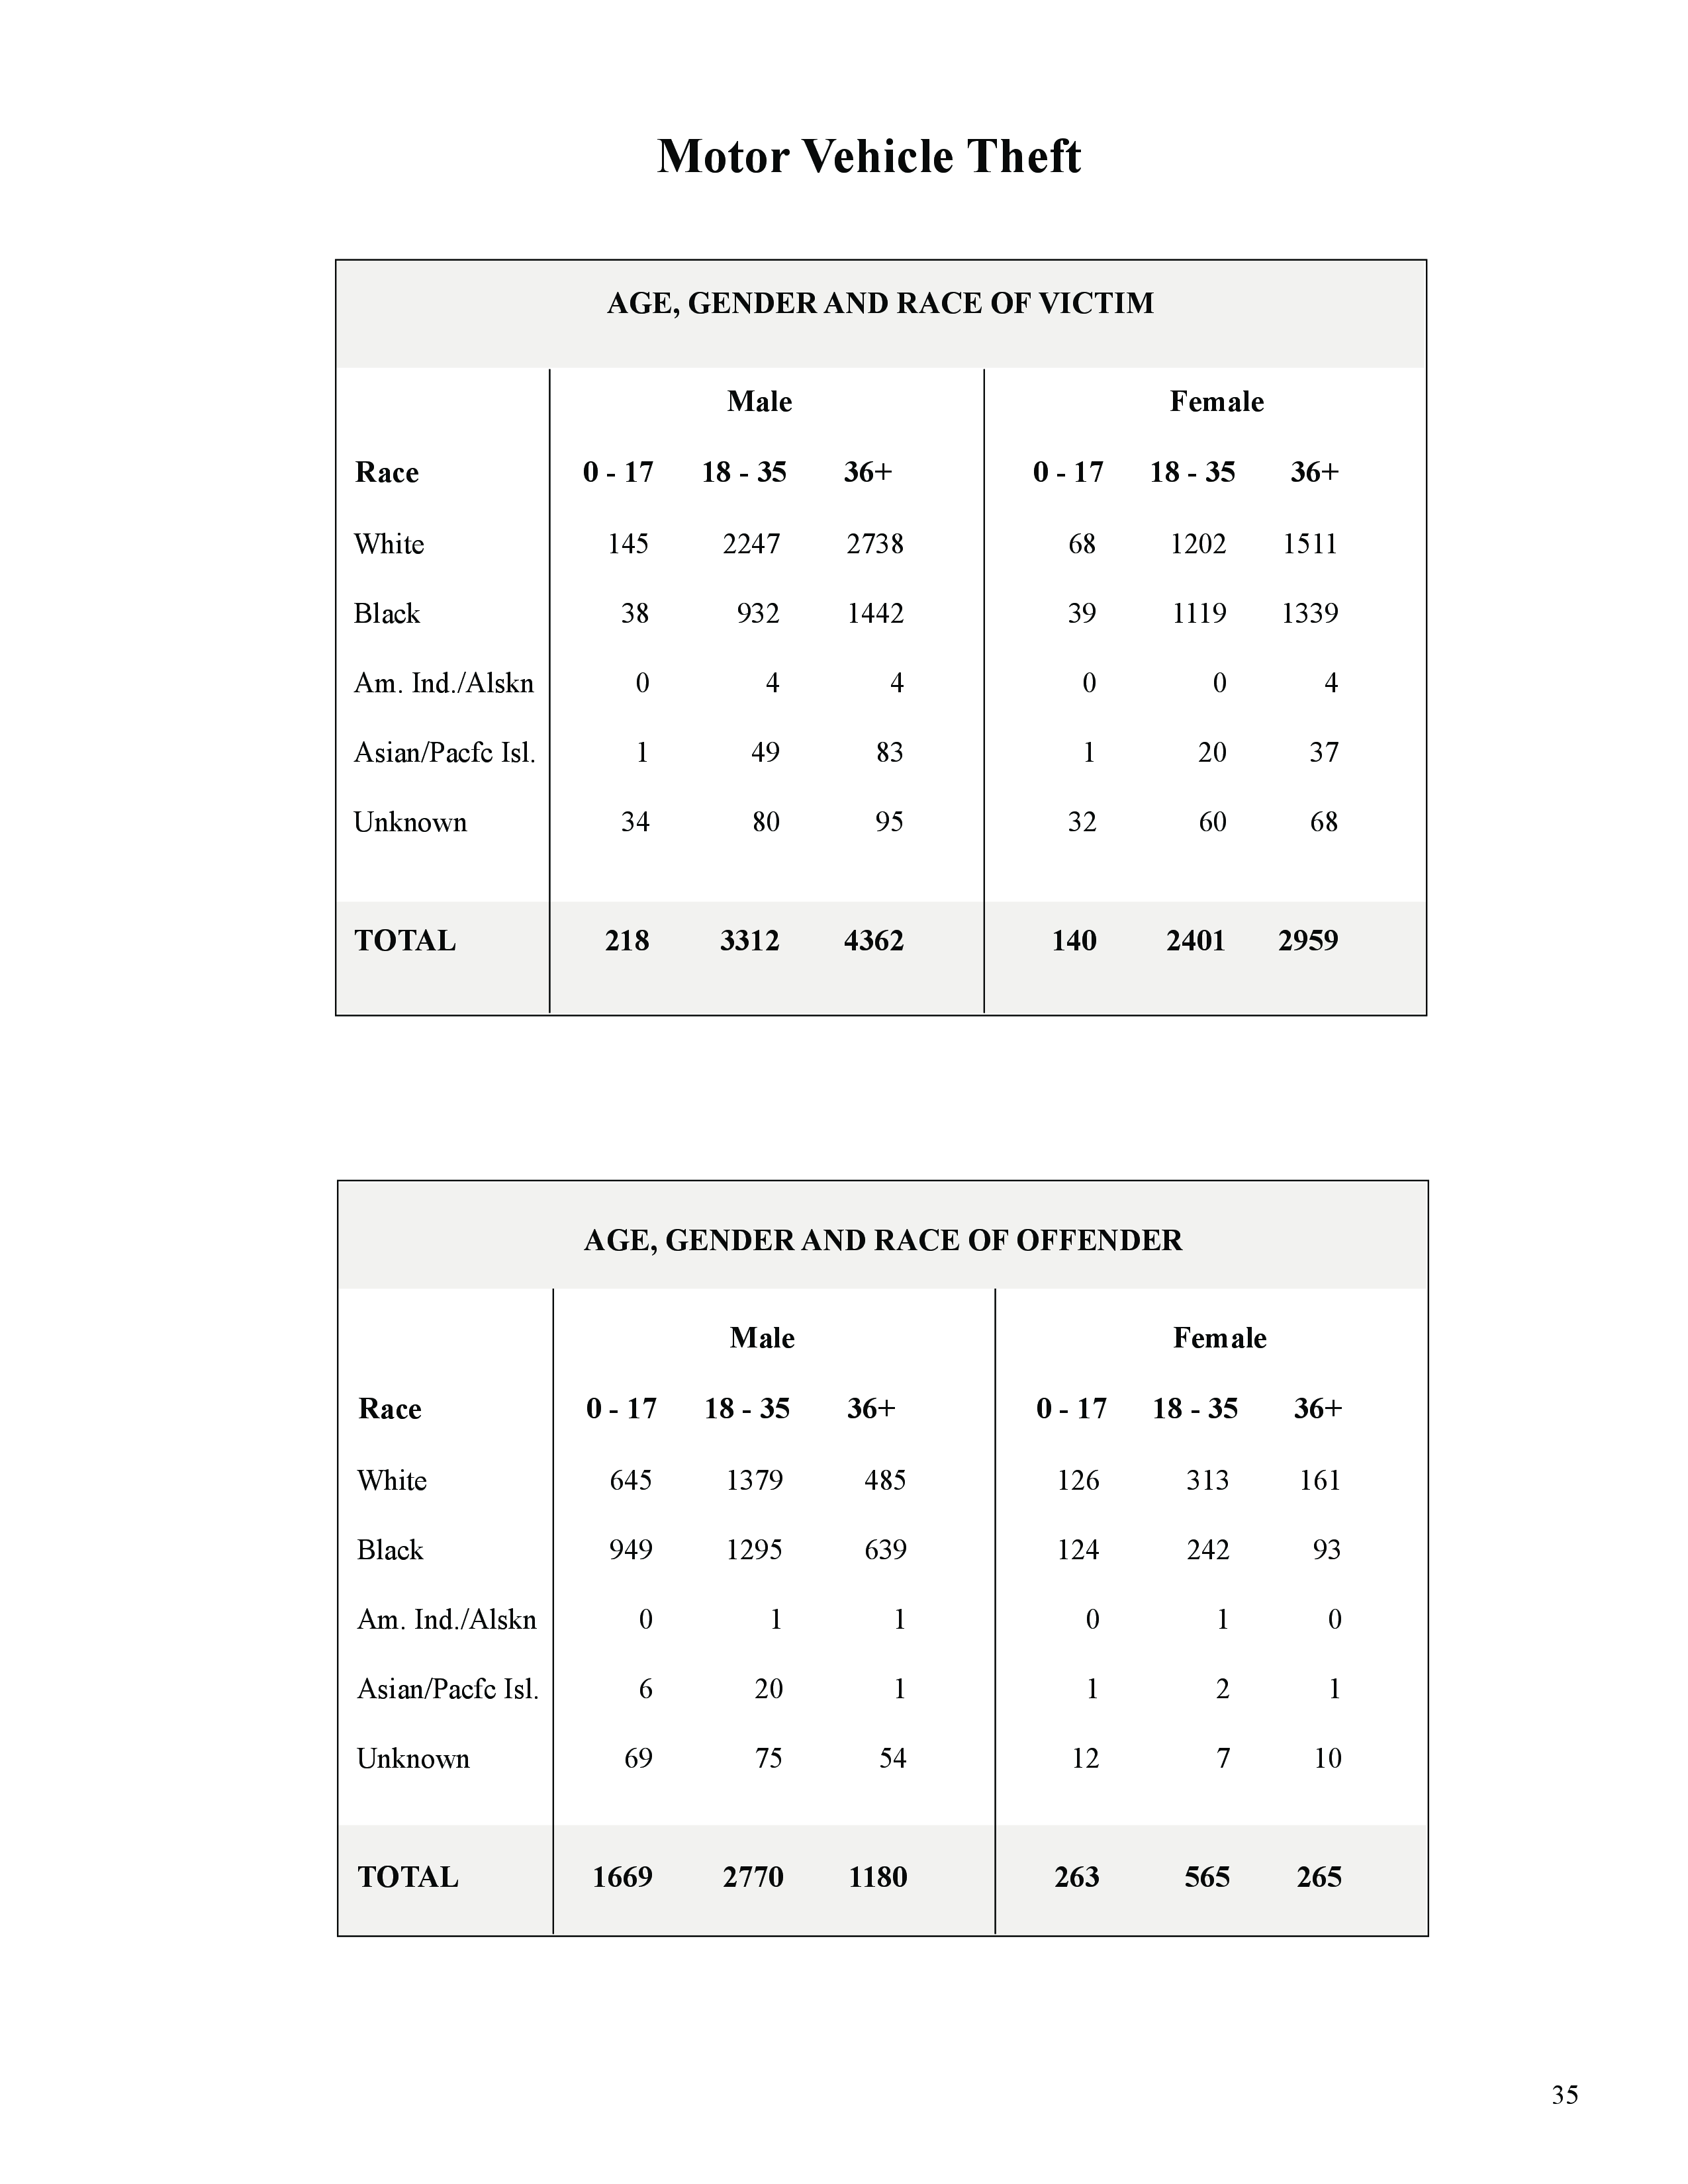 Motor Vehicle Theft
AGE, GENDER AND RACE OF VICTIM
Male Female
Race 0 - 17 18 - 35 36+ 0 - 17 18 - 35 36+
White 145 2247 2738 68 1202 1511
Black 38 932 1442 39 1119 1339
Am. Ind./Alskn 0 4 4 0 0 4
Asian/Pacfc Isl. 1 49 83 1 20 37
Unknown 34 80 95 32 60 68
TOTAL 218 3312 4362 140 2401 2959
AGE, GENDER AND RACE OF OFFENDER
Male Female
Race 0 - 17 18 - 35 36+ 0 - 17 18 - 35 36+
White 645 1379 485 126 313 161
Black 949 1295 639 124 242 93
Am. Ind./Alskn 0 1 1 0 1 0
Asian/Pacfc Isl. 6 20 1 1 2 1
Unknown 69 75 54 12 7 10
TOTAL 1669 2770 1180 263 565 265
35